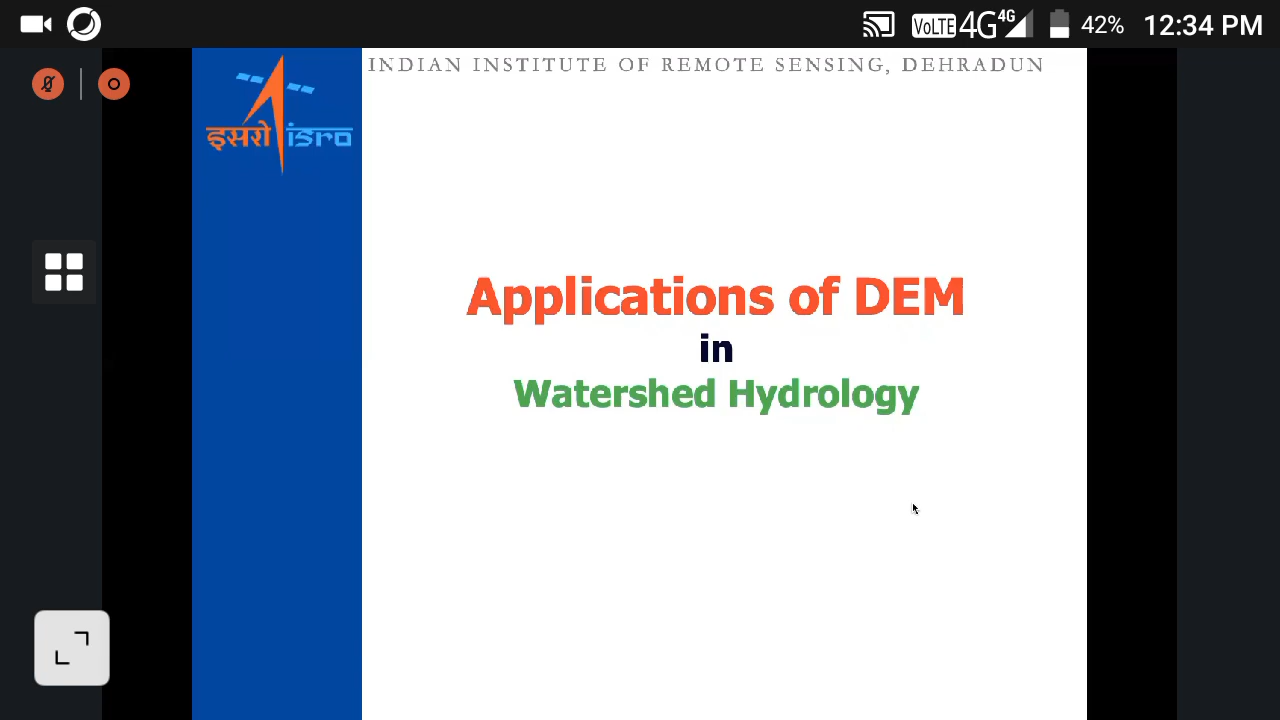 VoLTE 4G 4G 42% 12:34 PM
INDIAN INSTITUTE OF REMOTE SENSING, DEHRADUN
इसरो isro
Applications of DEM
in
Watershed Hydrology